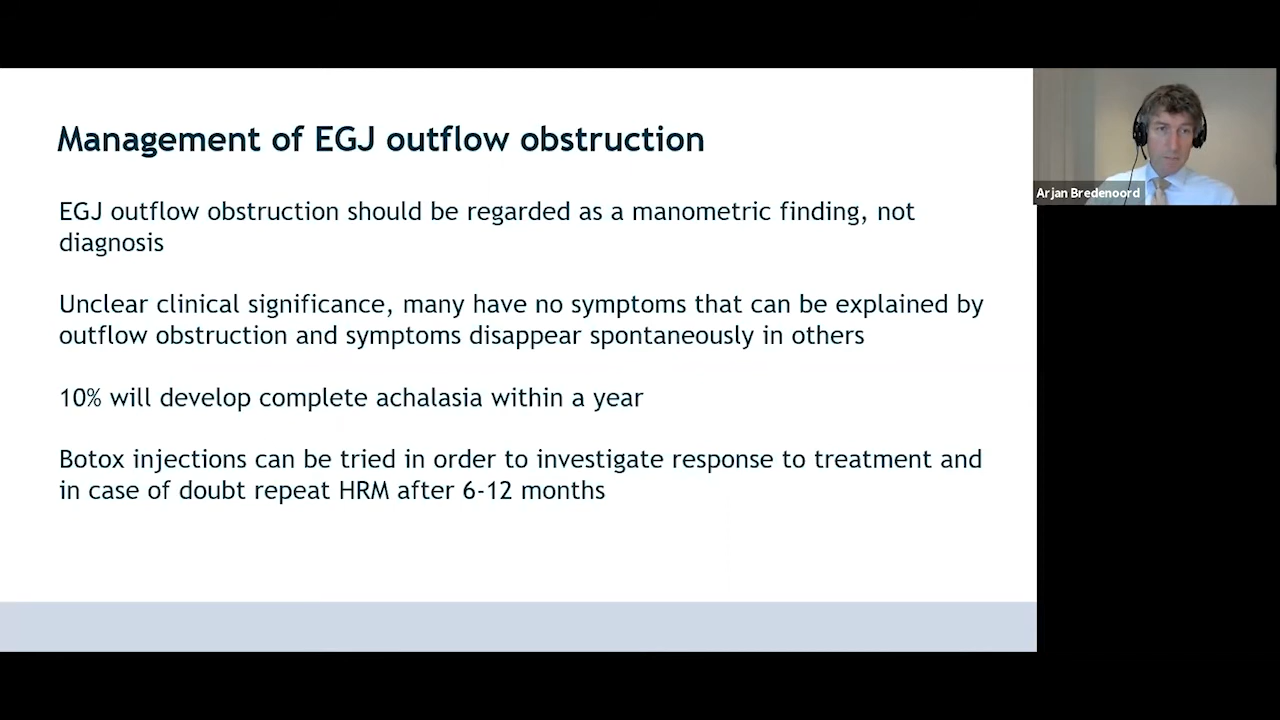 Management of EGJ outflow obstruction
EGJ outflow obstruction should be regarded as a manometric finding, not
diagnosis
Unclear clinical significance, many have no symptoms that can be explained by
outflow obstruction and symptoms disappear spontaneously in others
10% will develop complete achalasia within a year
Botox injections can be tried in order to investigate response to treatment and
in case of doubt repeat HRM after 6-12 months
Arjan Bredenoord